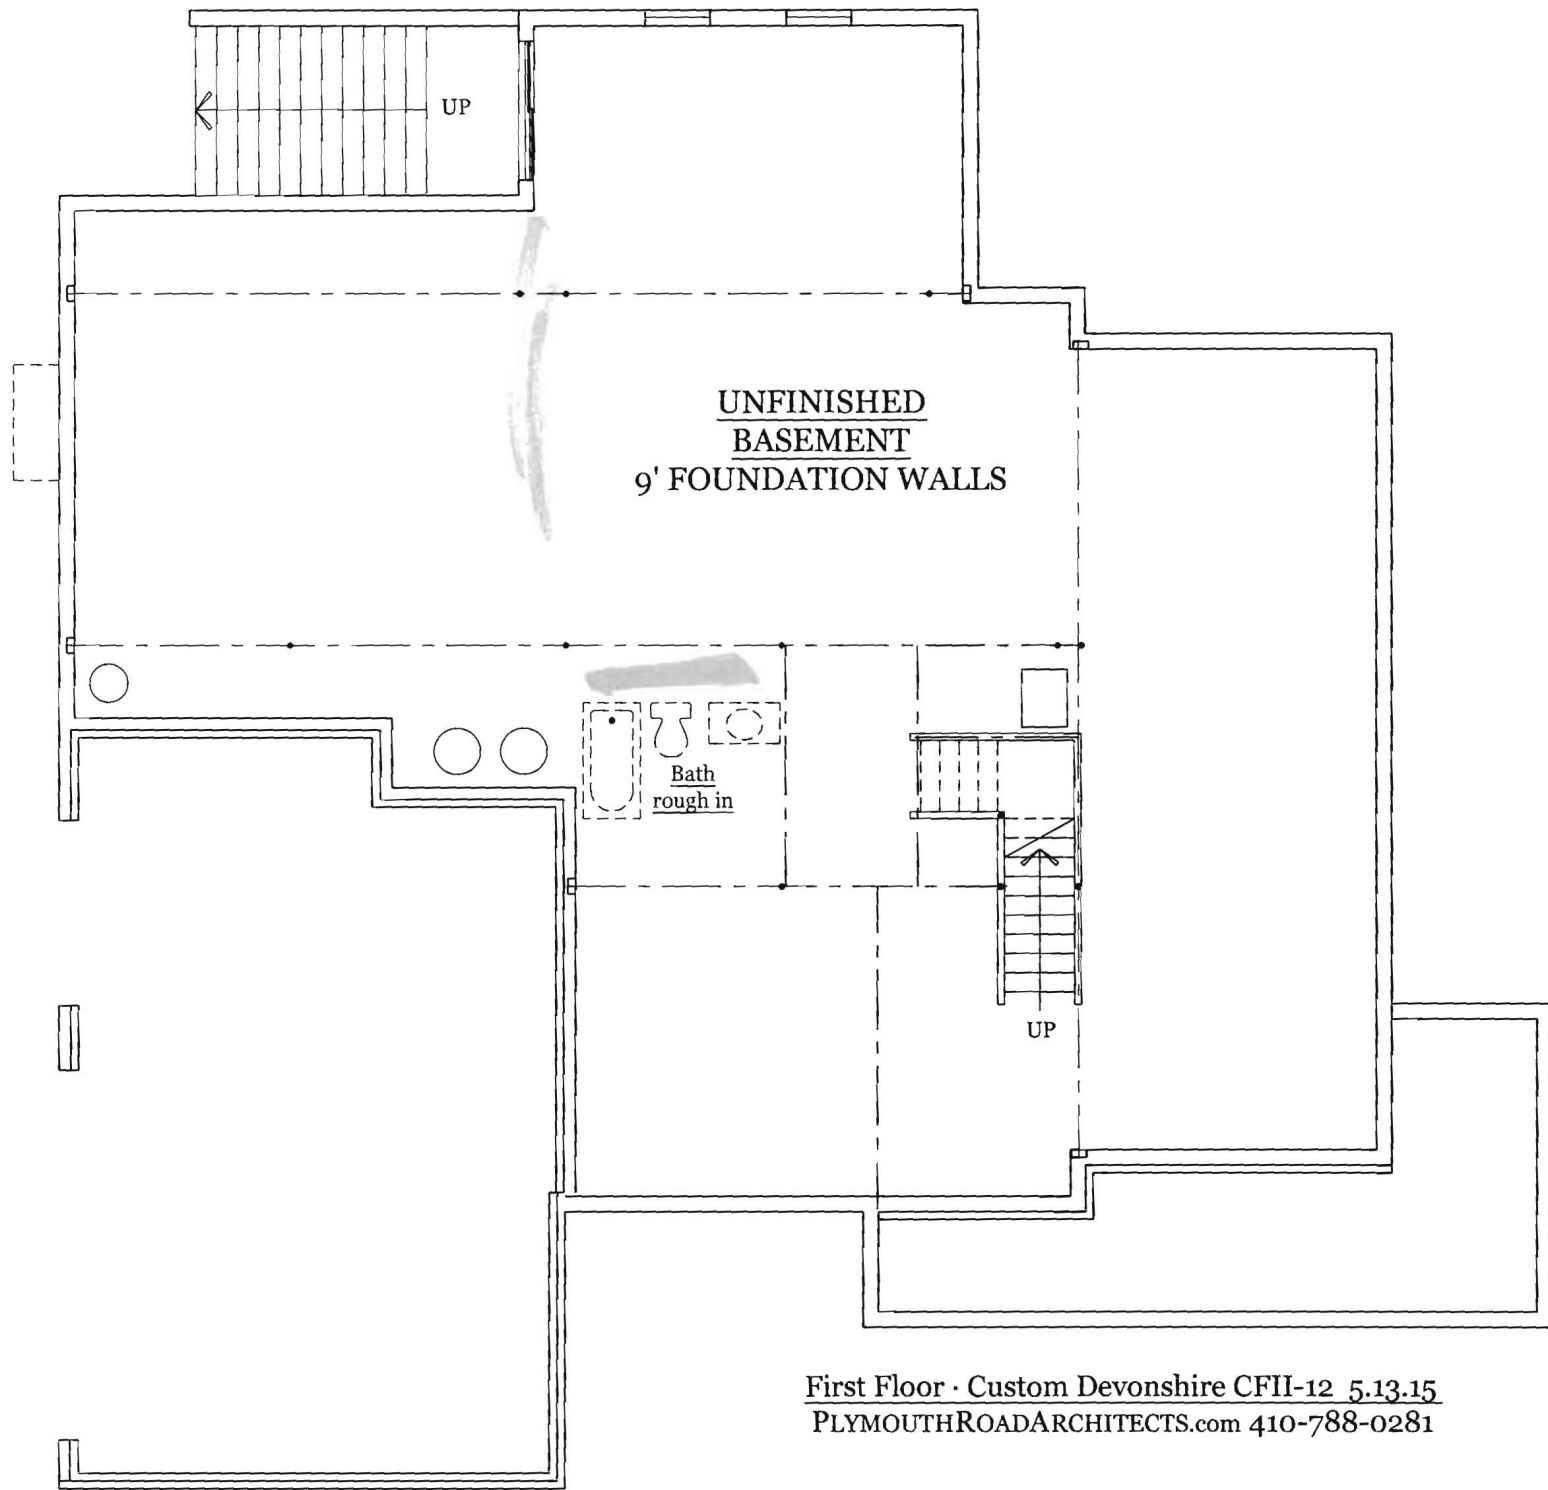 UP
UNFINISHED
BASEMENT
9' FOUNDATION WALLS
Bath
rough in
UP
First Floor · Custom Devonshire CFII-12 5.13.15
PLYMOUTHROADARCHITECTS.com 410-788-0281